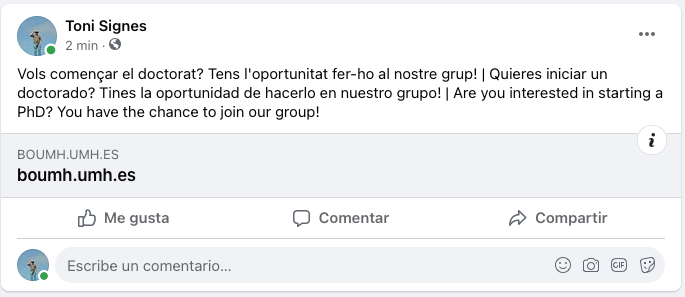 Toni Signes
2 min ·
Vols començar el doctorat? Tens l'oportunitat fer-ho al nostre grup! | Quieres iniciar un
doctorado? Tines la oportunidad de hacerlo en nuestro grupo! | Are you interested in starting a
PhD? You have the chance to join our group!
i
BOUMH.UMH.ES
boumh.umh.es
Me gusta Comentar Compartir
Escribe un comentario... GIF